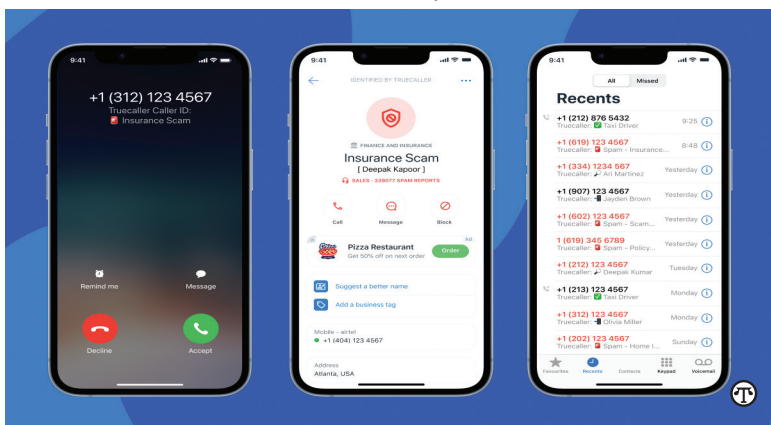 9:41
+1 (312) 123 4567
Truecaller Caller ID:
Insurance Scam
Remind me
Message
Decline
Accept
9:41
IDENTIFIED BY TRUECALLER
FINANCE AND INSURANCE
Insurance Scam
[ Deepak Kapoor ]
SALES - 339077 SPAM REPORTS
Call
Message
Block
Ad
Pizza Restaurant
Get 50% off on next order
Order
Suggest a better name
Add a business tag
Mobile - airtel
+1 (404) 123 4567
Address
Atlanta, USA
9:41
All Missed
Recents
+1 (212) 876 5432
Truecaller: Taxi Driver
9:25
+1 (619) 123 4567
Truecaller: Spam - Insurance...
8:48
+1 (334) 1234 567
Truecaller: Ari Martinez
Yesterday
+1 (907) 123 4567
Truecaller: Jayden Brown
Yesterday
+1 (602) 123 4567
Truecaller: Spam - Scam...
Yesterday
1 (619) 345 6789
Truecaller: Spam - Policy...
Yesterday
+1 (212) 123 4567
Truecaller: Deepak Kumar
Tuesday
+1 (213) 123 4567
Truecaller: Taxi Driver
Monday
+1 (312) 123 4567
Truecaller: Olivia Miller
Monday
+1 (202) 123 4567
Truecaller: Spam - Home I...
Sunday
Favourites
Recents
Contacts
Keypad
Voicemail